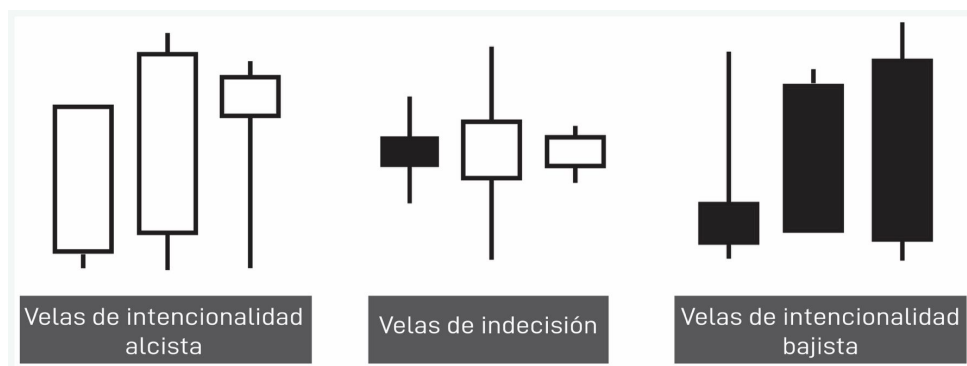 Velas de intencionalidad
alcista
Velas de indecisión
Velas de intencionalidad
bajista